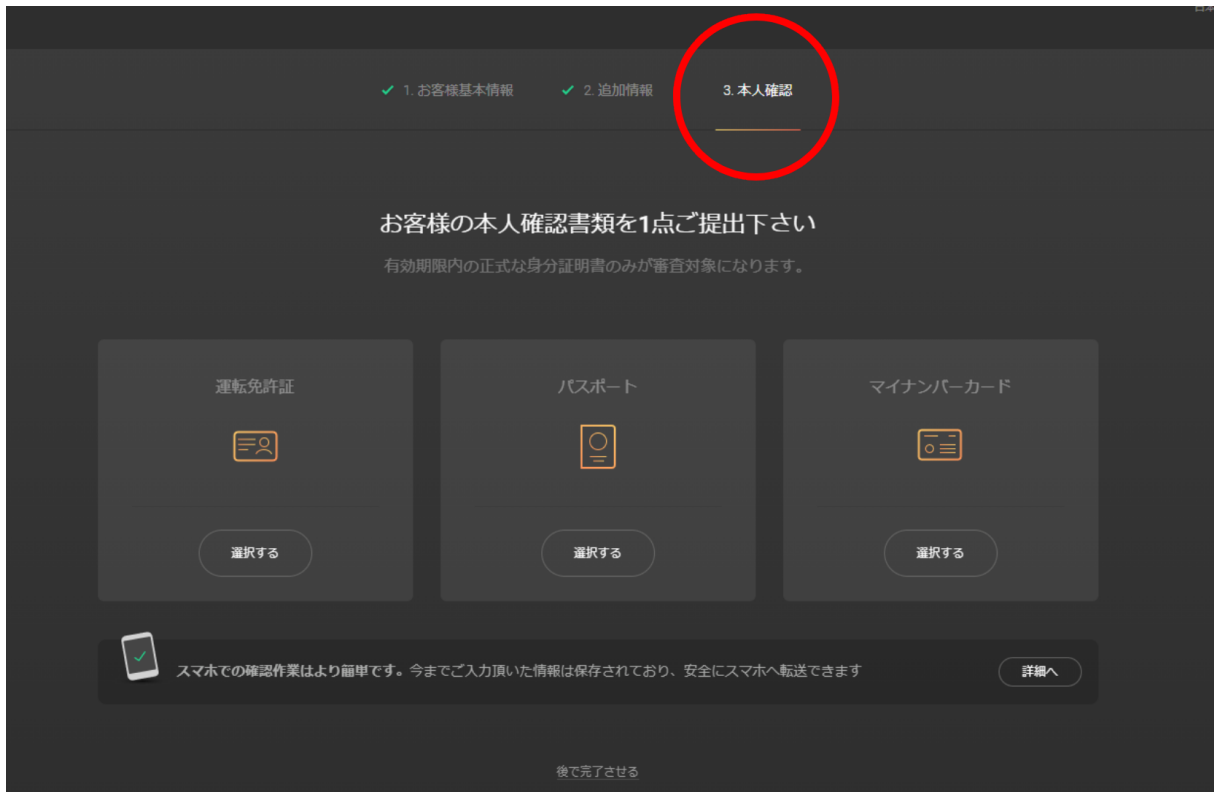 1. お客様基本情報
2. 追加情報
3. 本人確認
お客様の本人確認書類を1点ご提出下さい
有効期限内の正式な身分証明書のみが審査対象になります。
運転免許証
パスポート
マイナンバーカード
選択する
選択する
選択する
スマホでの確認作業はより簡単です。今までご入力頂いた情報は保存されており、安全にスマホへ転送できます
詳細へ
後で完了させる